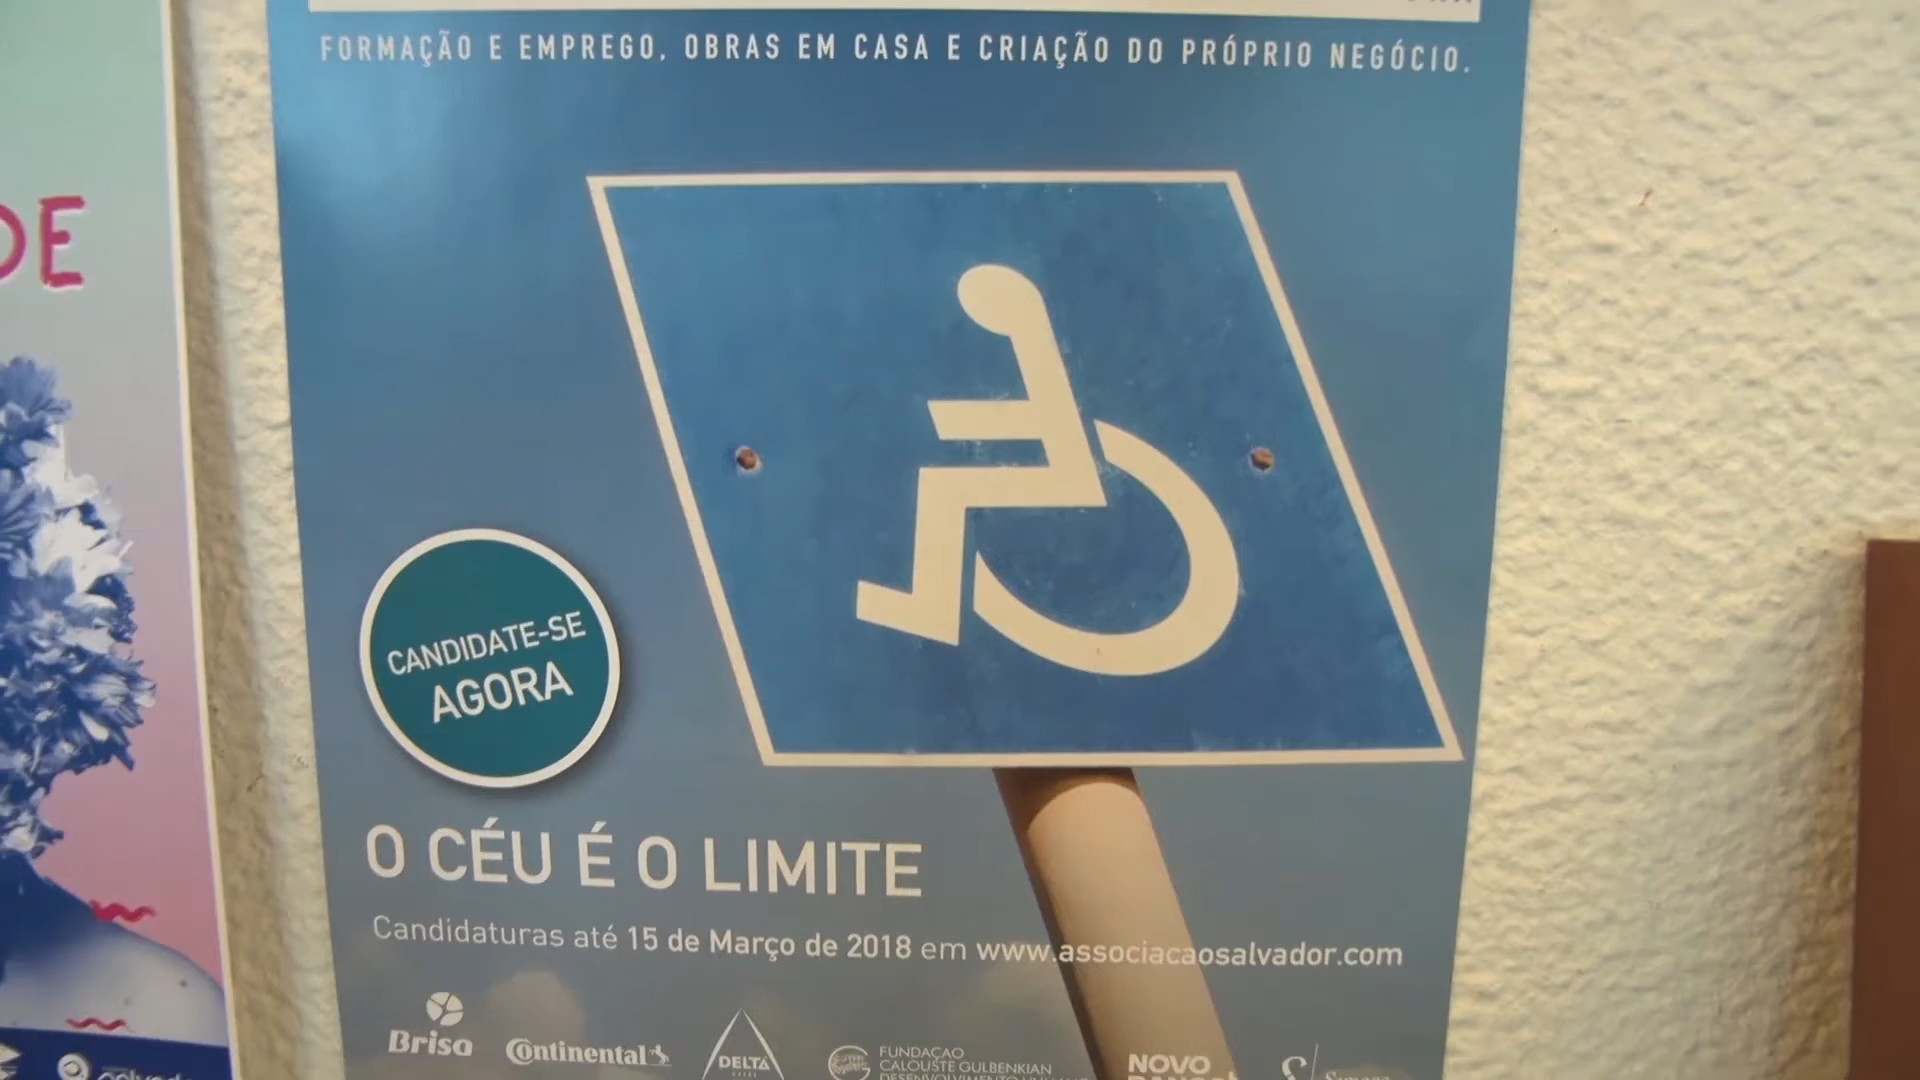 FORMAÇÃO E EMPREGO, OBRAS EM CASA E CRIAÇÃO DO PRÓPRIO NEGÓCIO.
DE
CANDIDATE-SE
AGORA
O CÉU É O LIMITE
Candidaturas até 15 de Março de 2018 em www.associacaosalvador.com
Brisa
Continental
DELTA
FUNDAÇÃO
CALOUSTE GULBENKIAN
NOVO